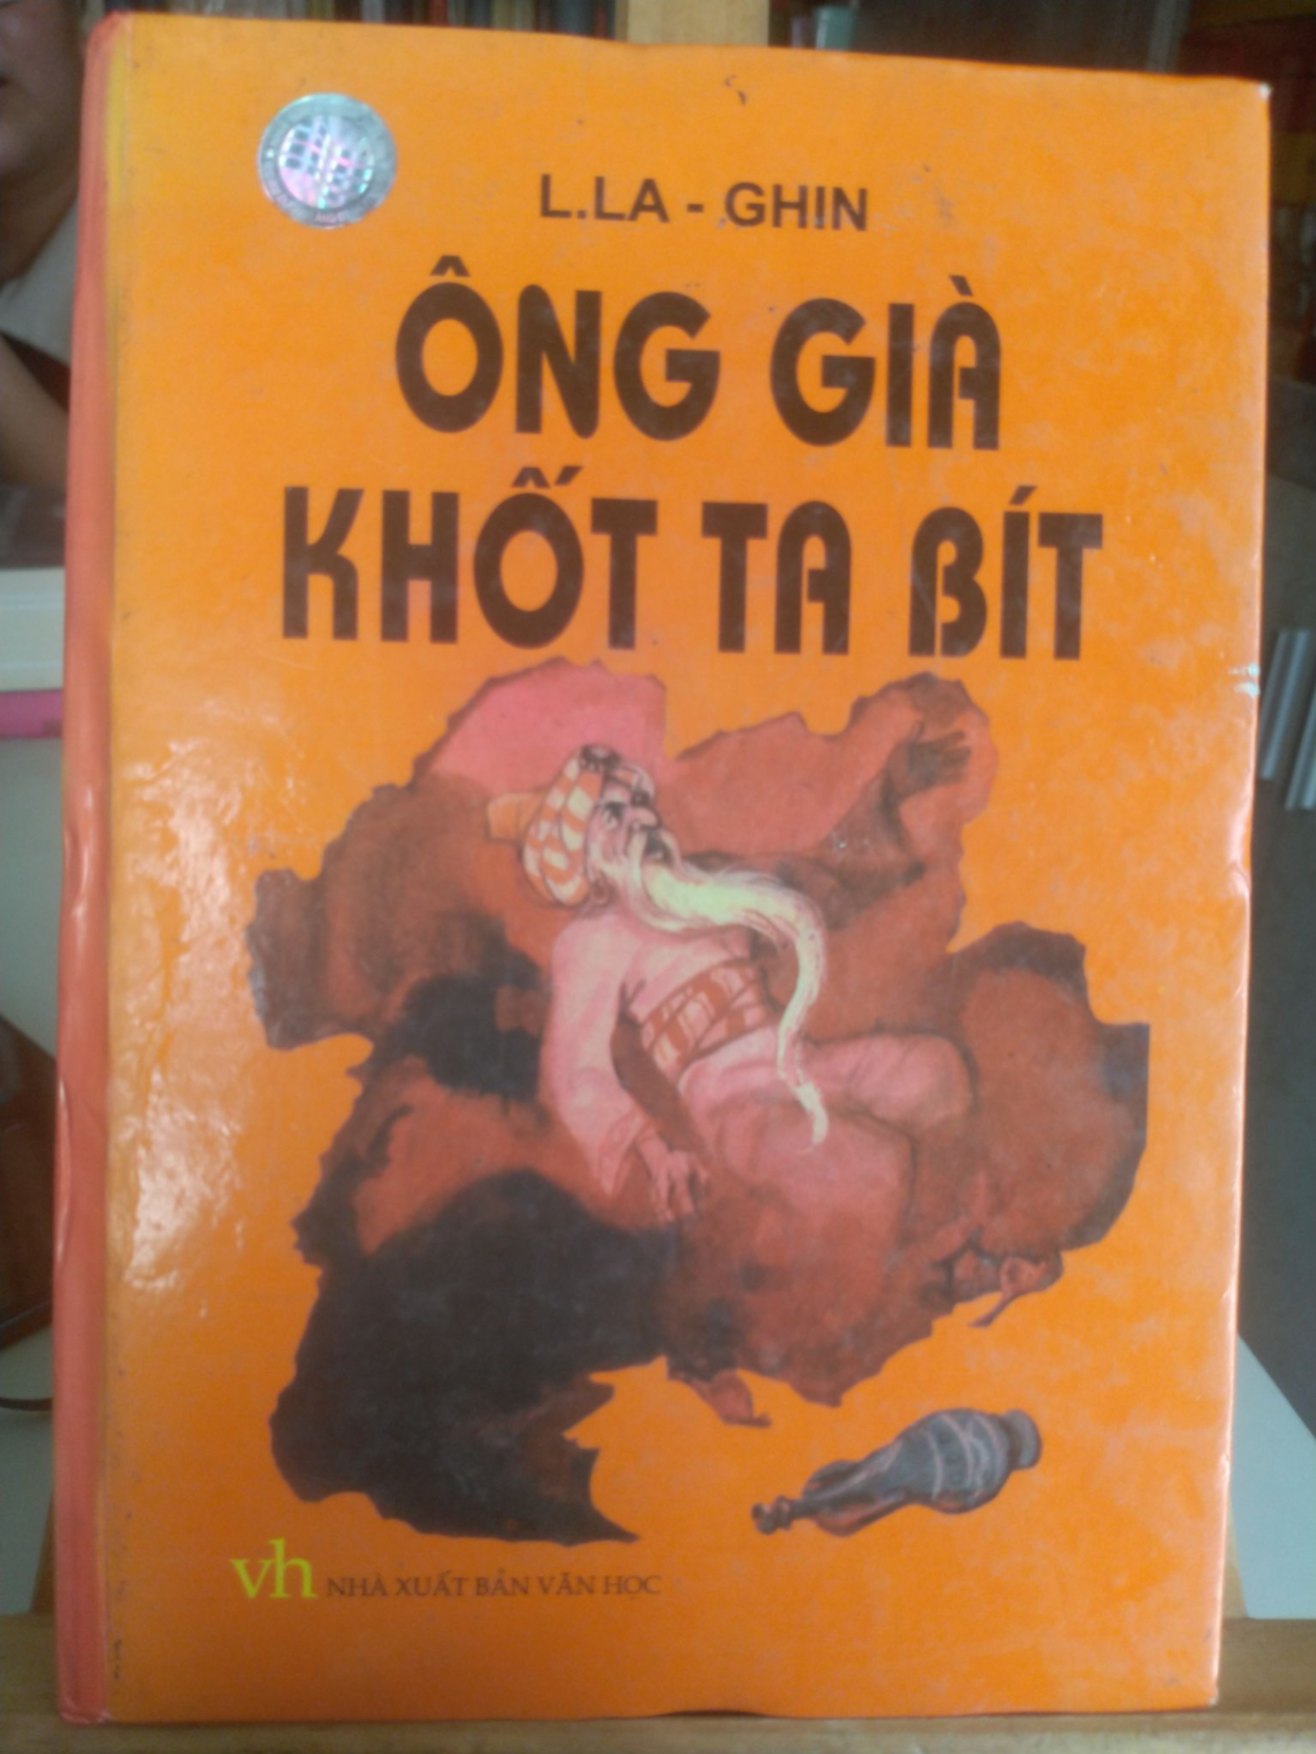 L.LA - GHIN
ÔNG GIÀ
KHỐT TA BÍT
vh NHÀ XUẤT BẢN VĂN HỌC